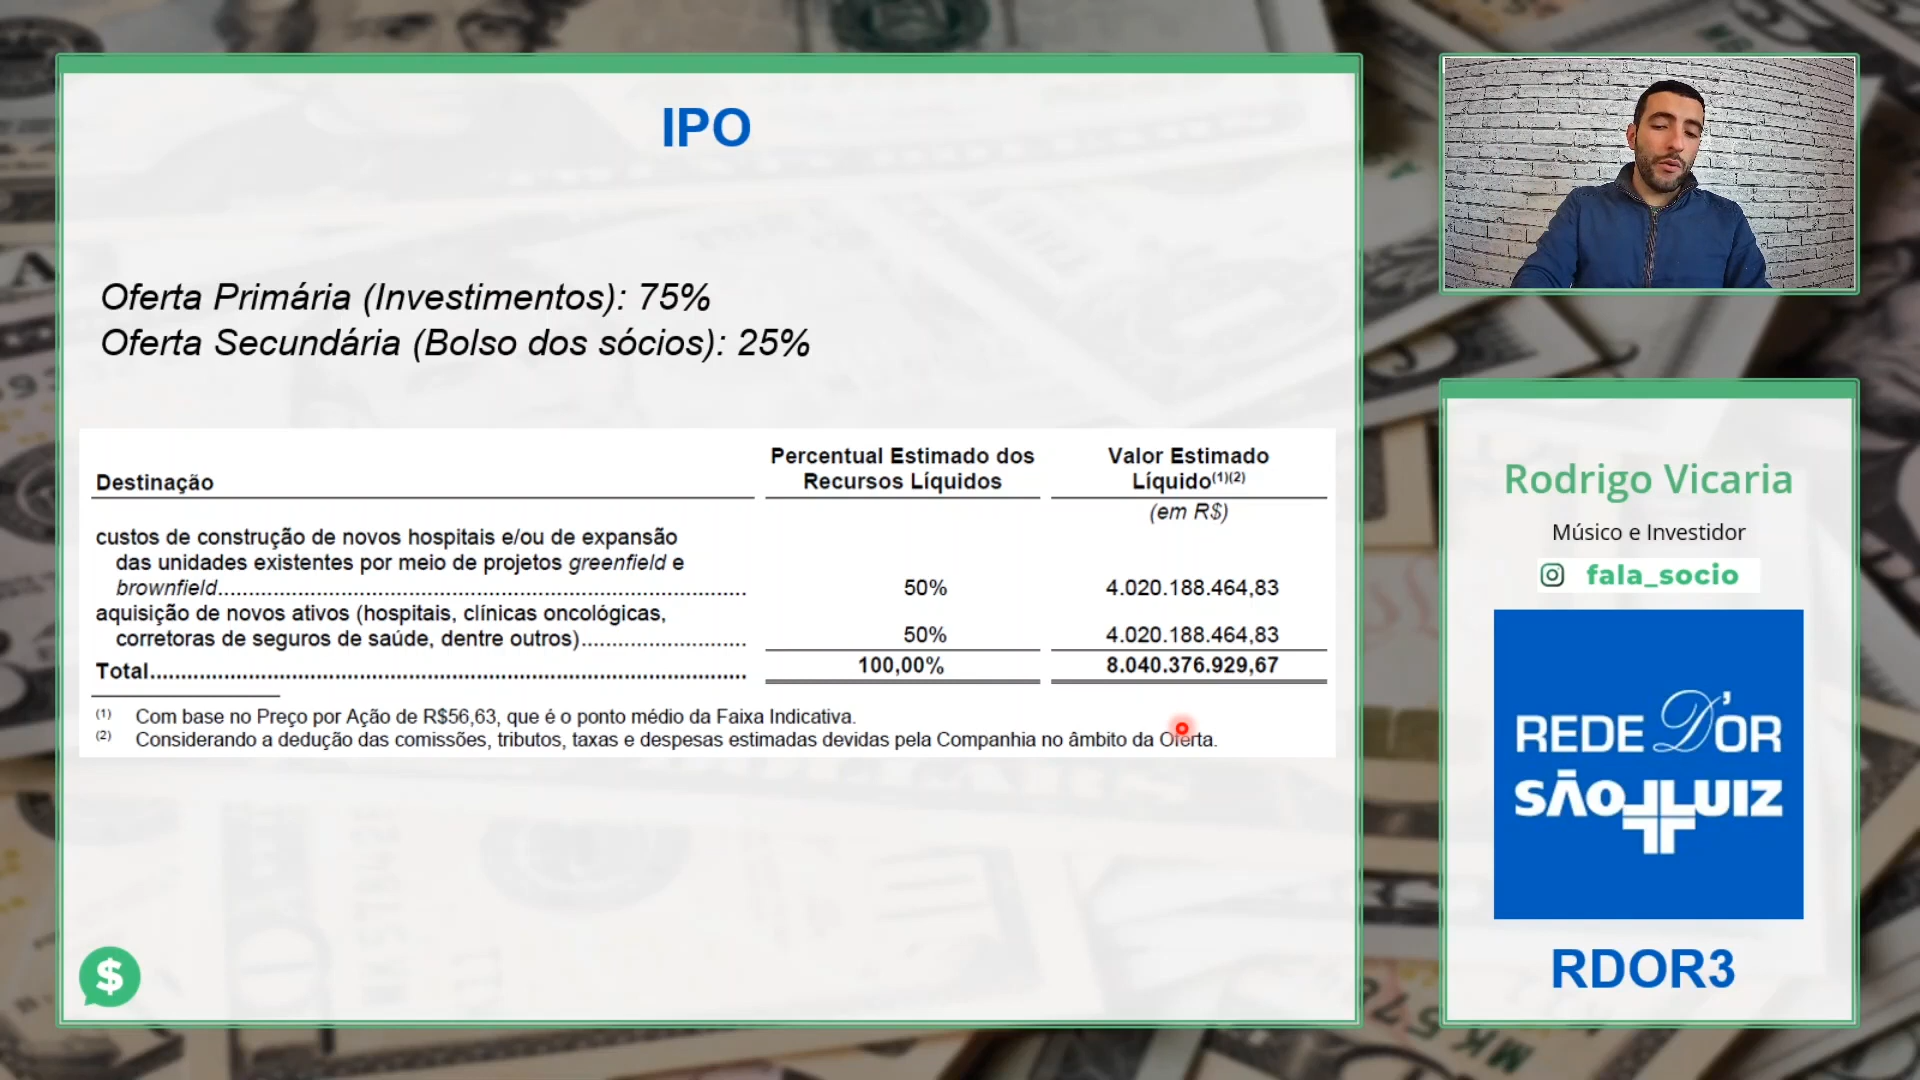 IPO
Oferta Primária (Investimentos): 75%
Oferta Secundária (Bolso dos sócios): 25%
Destinação
Percentual Estimado dos
Recursos Líquidos
Valor Estimado
Líquido(1)(2)
(em R$)
custos de construção de novos hospitais e/ou de expansão
das unidades existentes por meio de projetos greenfield e
brownfield.......... 50% 4.020.188.464,83
aquisição de novos ativos (hospitais, clínicas oncológicas,
corretoras de seguros de saúde, dentre outros).......... 50% 4.020.188.464,83
Total.......... 100,00% 8.040.376.929,67
(1) Com base no Preço por Ação de R$56,63, que é o ponto médio da Faixa Indicativa.
(2) Considerando a dedução das comissões, tributos, taxas e despesas estimadas devidas pela Companhia no âmbito da Oferta.
$
Rodrigo Vicaria
Músico e Investidor
fala_socio
REDE D'OR
SÃO LUIZ
RDOR3